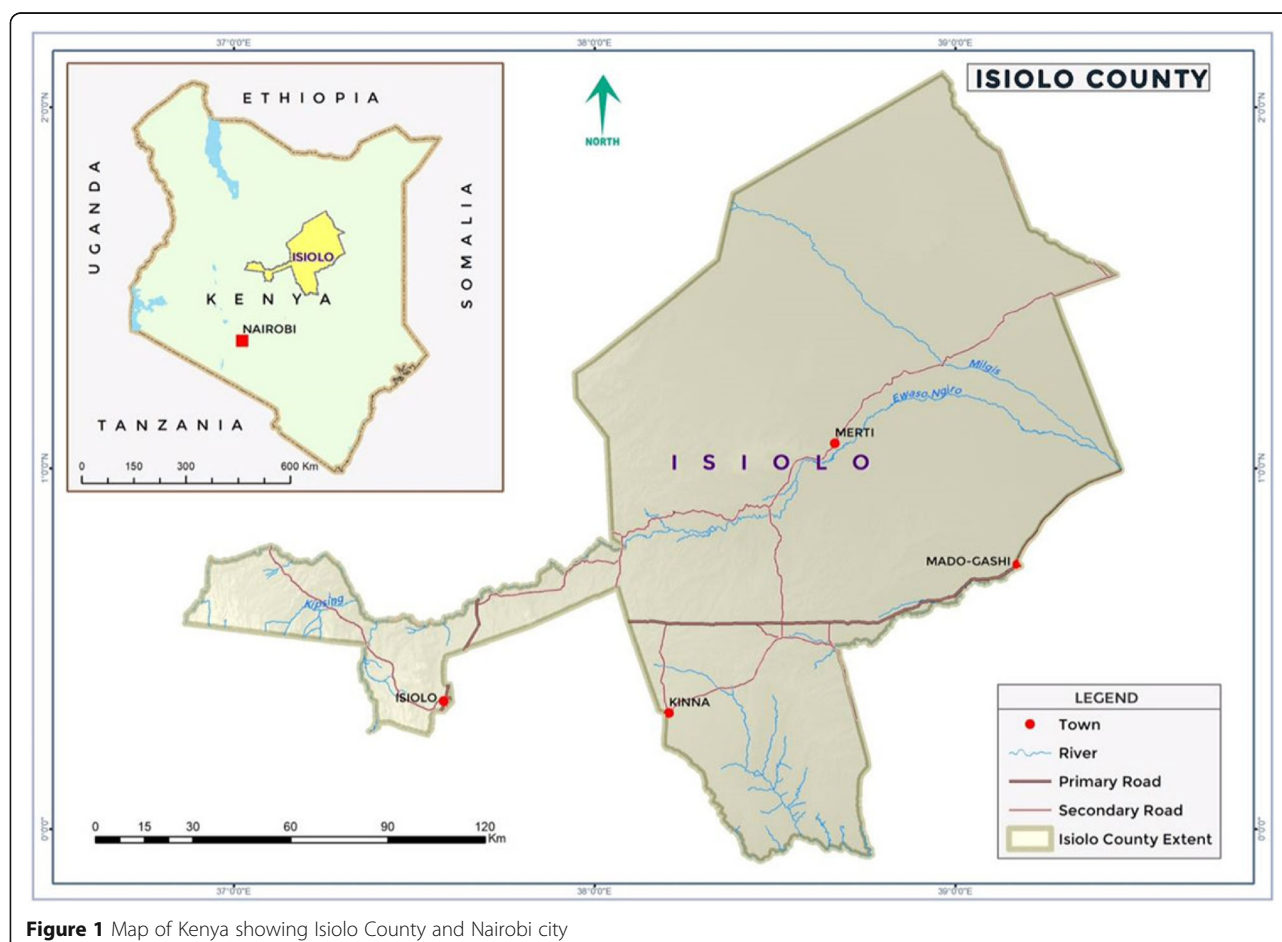 37°0'0"E
38°0'0"E
39°0'0"E
2°0'0"N
2°0'0"N
ISIOLO COUNTY
NORTH
ETHIOPIA
UGANDA
SOMALIA
ISIOLO
KENYA
NAIROBI
TANZANIA
0 150 300 600 Km
Milgis
Ewaso Ngiro
MERTI
ISIOLO
1°0'0"N
1°0'0"N
MADO-GASHI
Kipsing
ISIOLO
KINNA
LEGEND
Town
River
Primary Road
Secondary Road
Isiolo County Extent
0 15 30 60 90 120
Km
0°0'0"
0°0'0"
37°0'0"E
38°0'0"E
39°0'0"E
Figure 1 Map of Kenya showing Isiolo County and Nairobi city